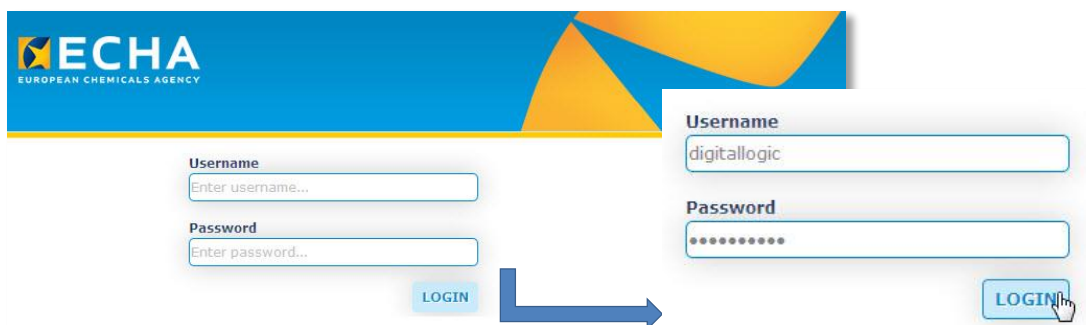 ECHA
EUROPEAN CHEMICALS AGENCY
Username
Enter username...
Password
Enter password...
LOGIN
Username
digitallogic
Password
••••••••••
LOGIN